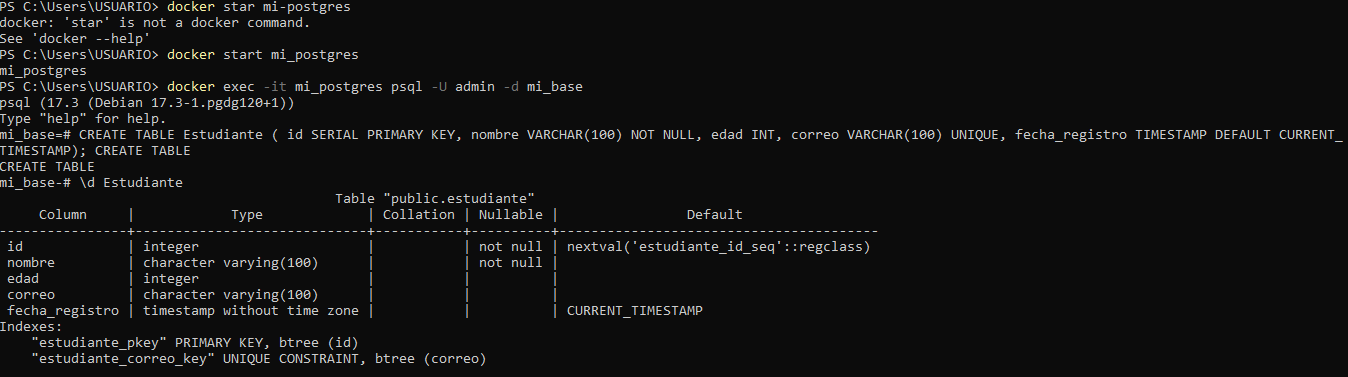 PS C:\Users\USUARIO> docker star mi-postgres
docker: 'star' is not a docker command.
See 'docker --help'
PS C:\Users\USUARIO> docker start mi_postgres
mi_postgres
PS C:\Users\USUARIO> docker exec -it mi_postgres psql -U admin -d mi_base
psql (17.3 (Debian 17.3-1.pgdg120+1))
Type "help" for help.
mi_base=# CREATE TABLE Estudiante ( id SERIAL PRIMARY KEY, nombre VARCHAR(100) NOT NULL, edad INT, correo VARCHAR(100) UNIQUE, fecha_registro TIMESTAMP DEFAULT CURRENT_
TIMESTAMP); CREATE TABLE
CREATE TABLE
mi_base-# \d Estudiante
                                          Table "public.estudiante"
     Column     |            Type             | Collation | Nullable |                Default
----------------+-----------------------------+-----------+----------+----------------------------------------
 id             | integer                     |           | not null | nextval('estudiante_id_seq'::regclass)
 nombre         | character varying(100)      |           | not null |
 edad           | integer                     |           |          |
 correo         | character varying(100)      |           |          |
 fecha_registro | timestamp without time zone |           |          | CURRENT_TIMESTAMP
Indexes:
    "estudiante_pkey" PRIMARY KEY, btree (id)
    "estudiante_correo_key" UNIQUE CONSTRAINT, btree (correo)